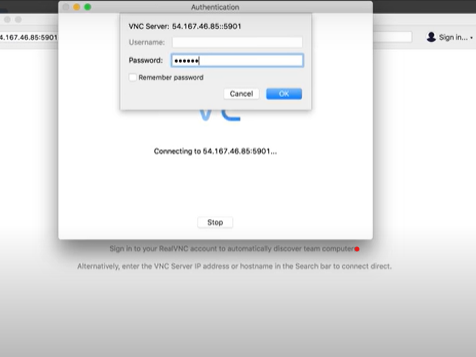 Authentication
VNC Server: 54.167.46.85::5901
4.167.46.85:5901
Sign in...
Username:
Password: ••••••
Remember password
Cancel
OK
Connecting to 54.167.46.85:5901...
Stop
Sign in to your RealVNC account to automatically discover team computer
Alternatively, enter the VNC Server IP address or hostname in the Search bar to connect direct.